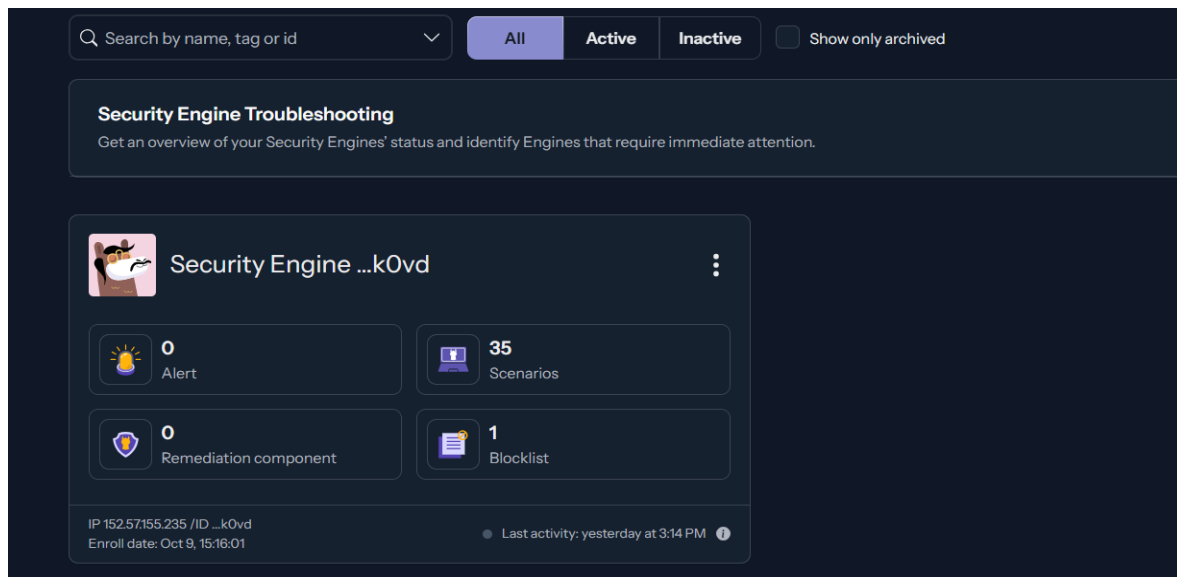 Search by name, tag or id
All
Active
Inactive
Show only archived
Security Engine Troubleshooting
Get an overview of your Security Engines' status and identify Engines that require immediate attention.
Security Engine ...k0vd
0
Alert
35
Scenarios
0
Remediation component
1
Blocklist
IP 152.57.155.235 /ID ...k0vd
Enroll date: Oct 9, 15:16:01
Last activity: yesterday at 3:14 PM